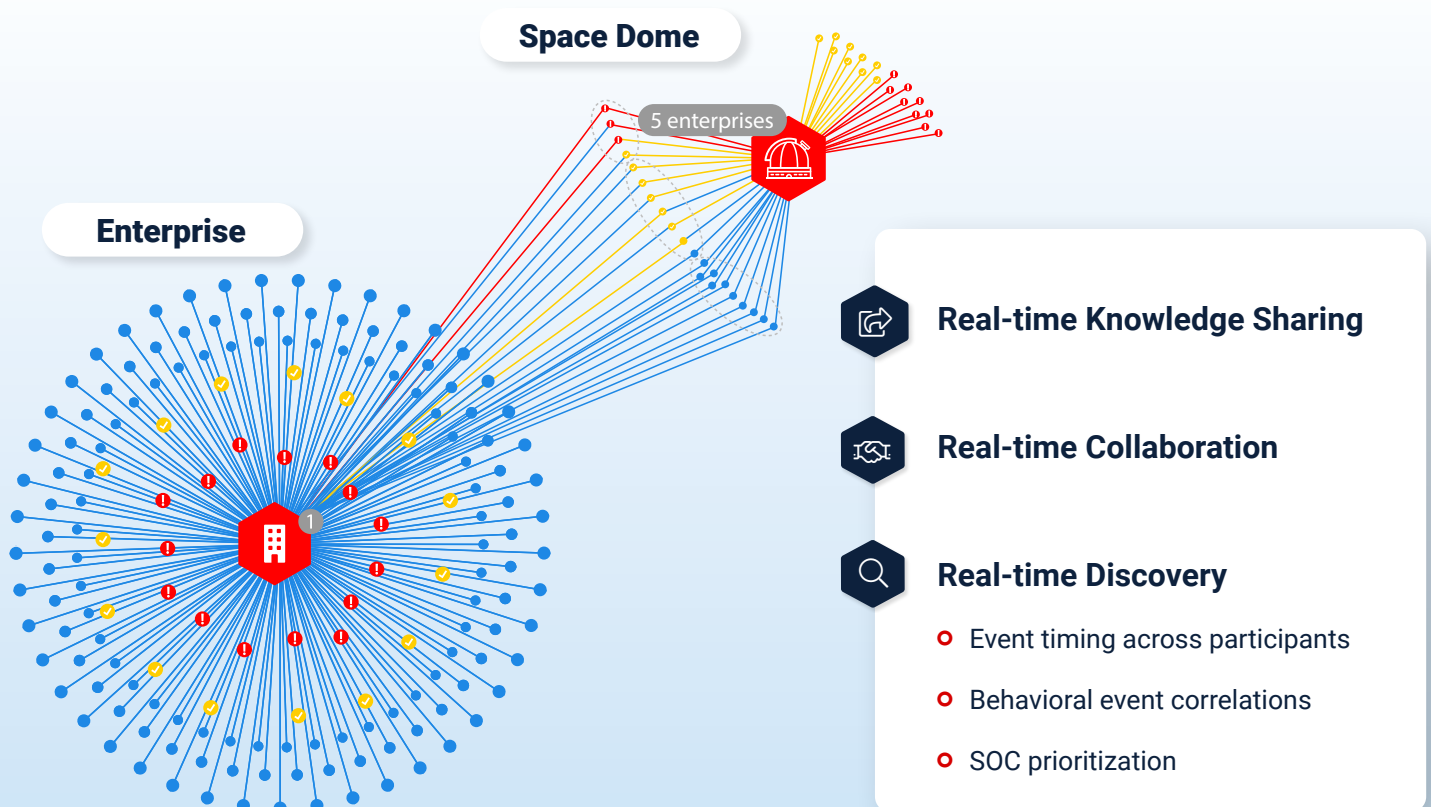 Space Dome
5 enterprises
Enterprise
1
Real-time Knowledge Sharing
Real-time Collaboration
Real-time Discovery
Event timing across participants
Behavioral event correlations
SOC prioritization